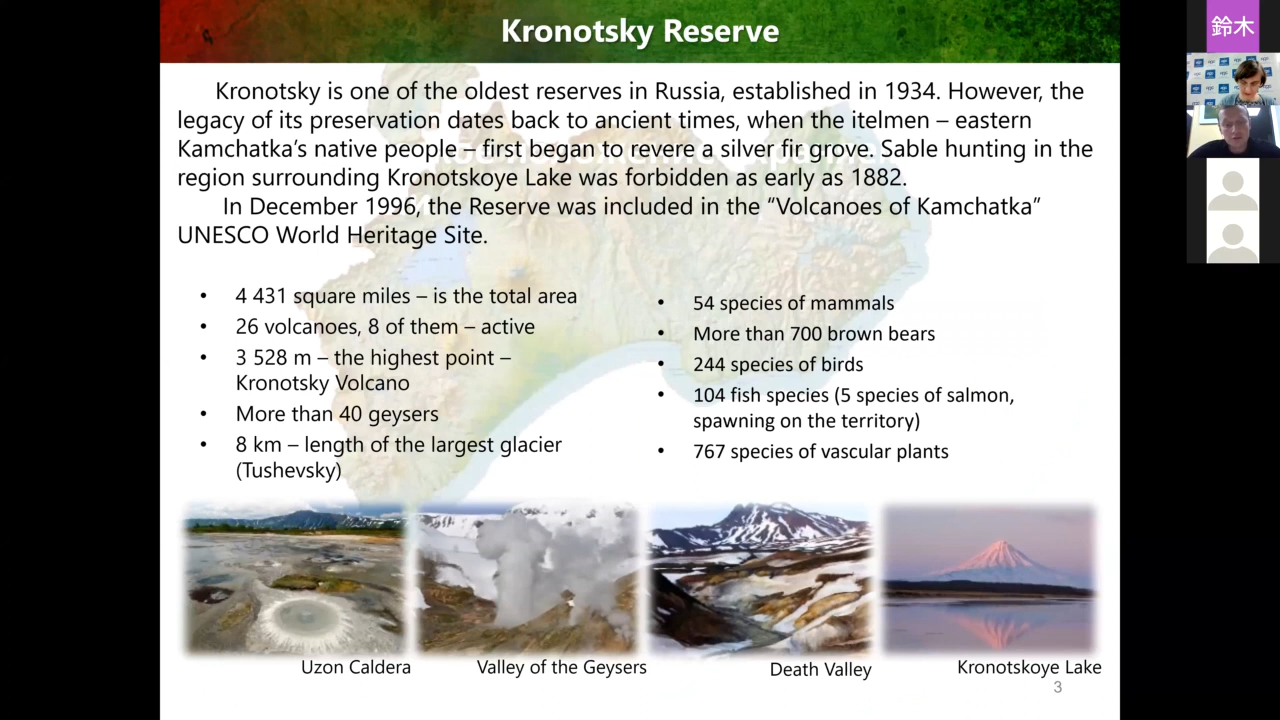 Kronotsky Reserve
鈴木
Kronotsky is one of the oldest reserves in Russia, established in 1934. However, the
legacy of its preservation dates back to ancient times, when the itelmen – eastern
Kamchatka’s native people – first began to revere a silver fir grove. Sable hunting in the
region surrounding Kronotskoye Lake was forbidden as early as 1882.
In December 1996, the Reserve was included in the “Volcanoes of Kamchatka”
UNESCO World Heritage Site.
• 4 431 square miles – is the total area
• 26 volcanoes, 8 of them – active
• 3 528 m – the highest point –
Kronotsky Volcano
• More than 40 geysers
• 8 km – length of the largest glacier
(Tushevsky)
• 54 species of mammals
• More than 700 brown bears
• 244 species of birds
• 104 fish species (5 species of salmon,
spawning on the territory)
• 767 species of vascular plants
Uzon Caldera
Valley of the Geysers
Death Valley
Kronotskoye Lake
3